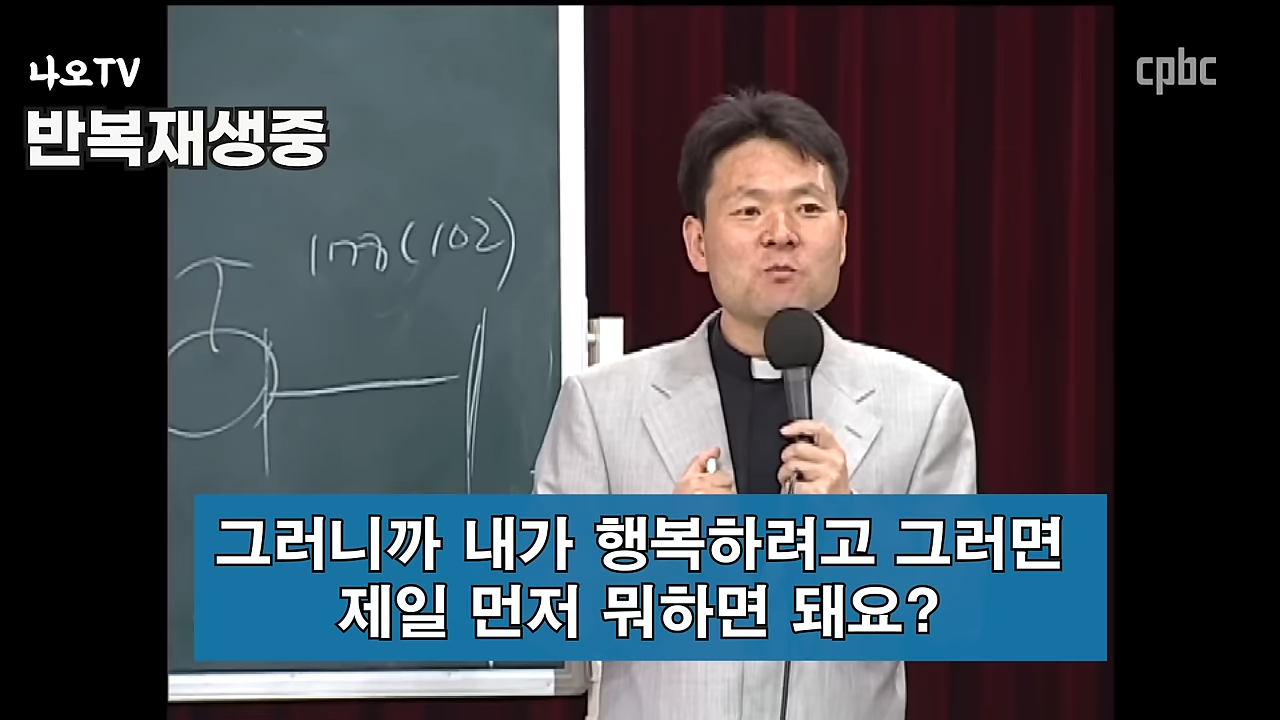 나오TV
반복재생중
cpbc
(102)
그러니까 내가 행복하려고 그러면
제일 먼저 뭐하면 돼요?